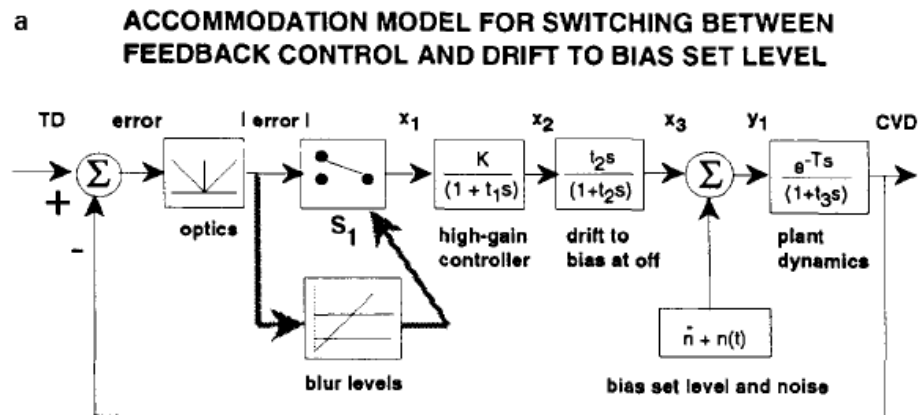 a
ACCOMMODATION MODEL FOR SWITCHING BETWEEN
FEEDBACK CONTROL AND DRIFT TO BIAS SET LEVEL
TD error | error | x1 x2 x3 y1 CVD
Σ
+
-
optics
S1
K
(1 + t1s)
high-gain
controller
t2s
(1+t2s)
drift to
bias at off
Σ
e-Ts
(1+t3s)
plant
dynamics
blur levels
n̄ + n(t)
bias set level and noise